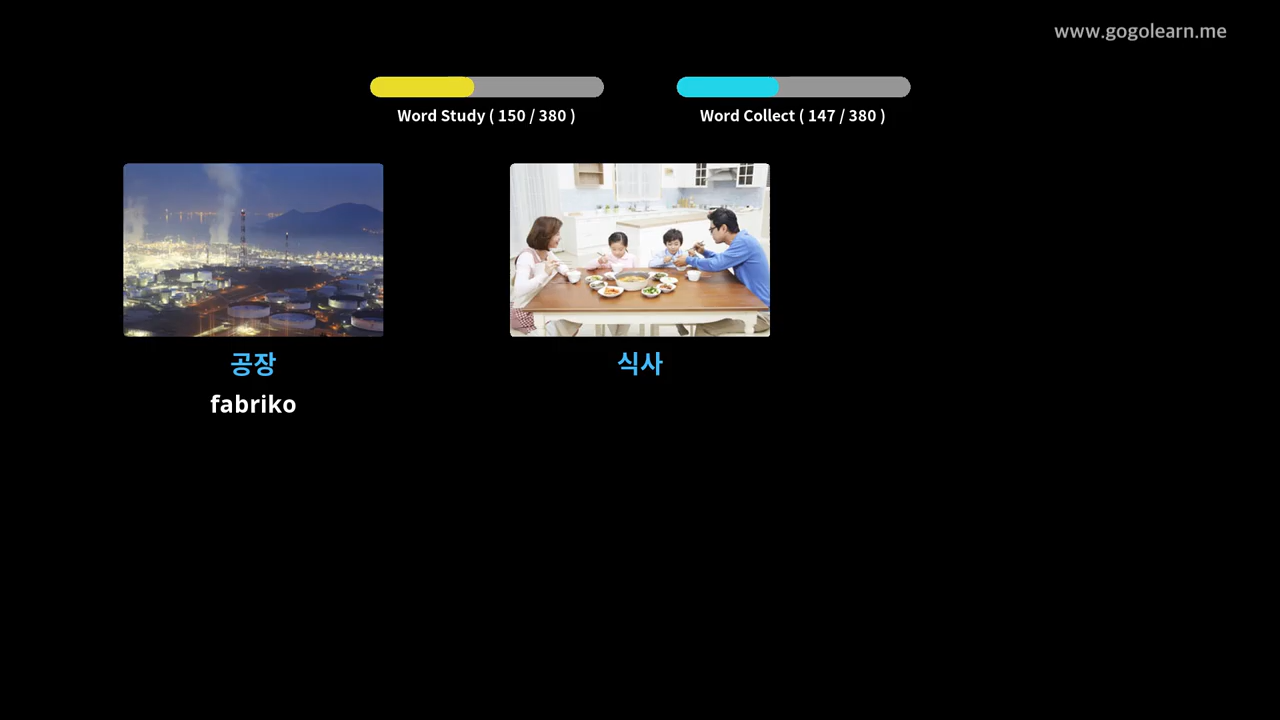 www.gogolearn.me
Word Study ( 150 / 380 )
Word Collect ( 147 / 380 )
공장
fabriko
식사